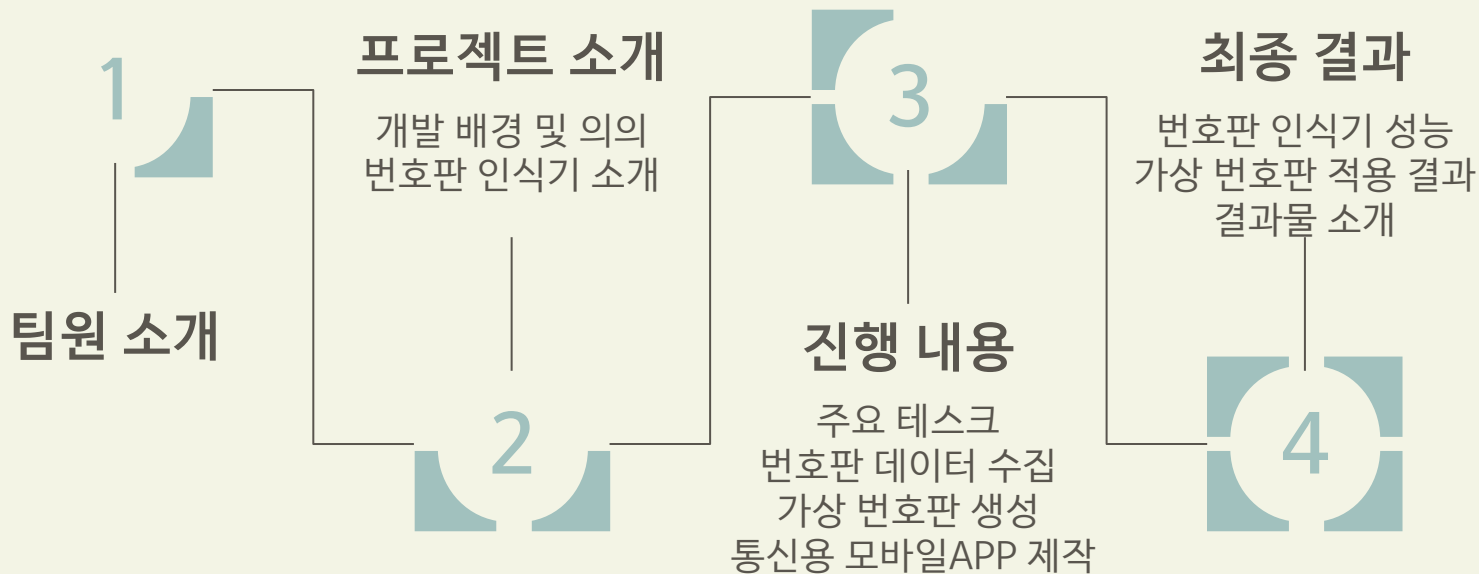 1
팀원 소개
프로젝트 소개
개발 배경 및 의의
번호판 인식기 소개
2
3
진행 내용
주요 테스크
번호판 데이터 수집
가상 번호판 생성
통신용 모바일APP 제작
최종 결과
번호판 인식기 성능
가상 번호판 적용 결과
결과물 소개
4